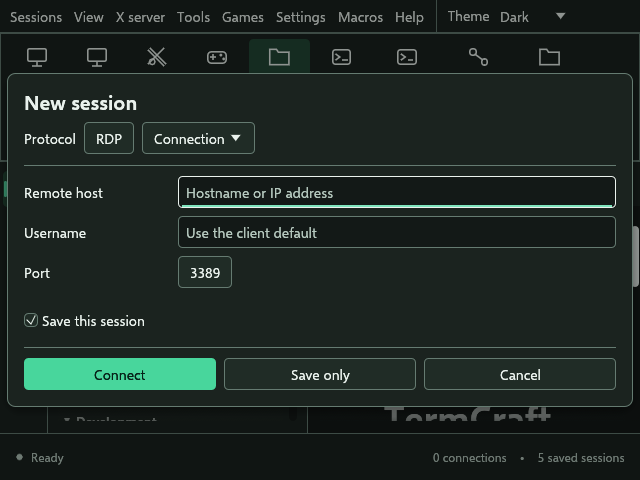 Sessions View X server Tools Games Settings Macros Help Theme Dark
New session
Protocol RDP Connection
Remote host Hostname or IP address
Username Use the client default
Port 3389
Save this session
Connect Save only Cancel
Development
TermCraft
Ready 0 connections • 5 saved sessions